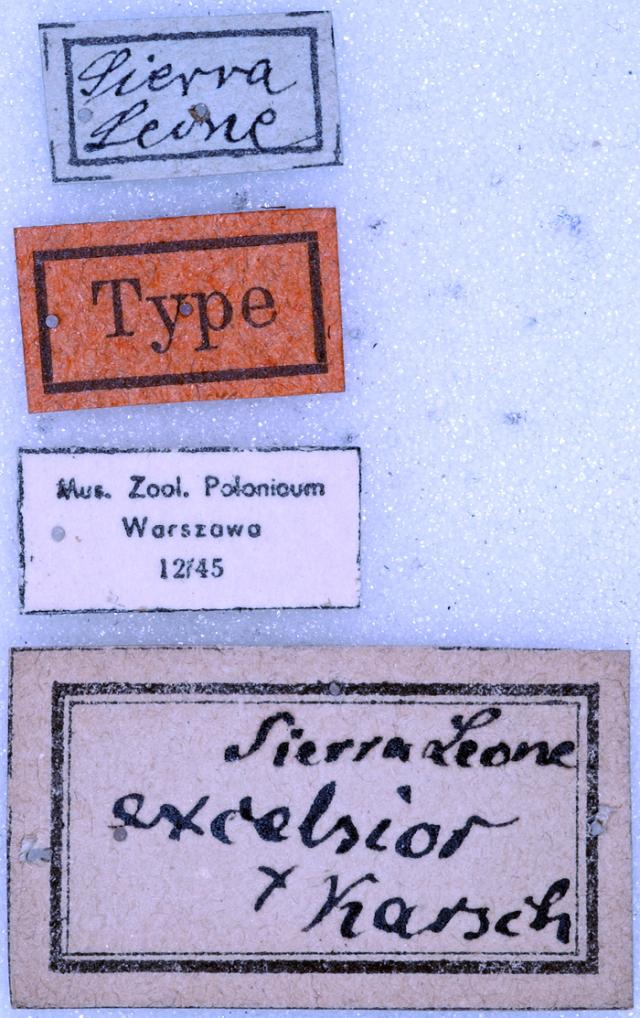 Sierra
Leone
Type
Mus. Zool. Polonicum
Warszawa
12/45
Sierra Leone
excelsior
x Karsch